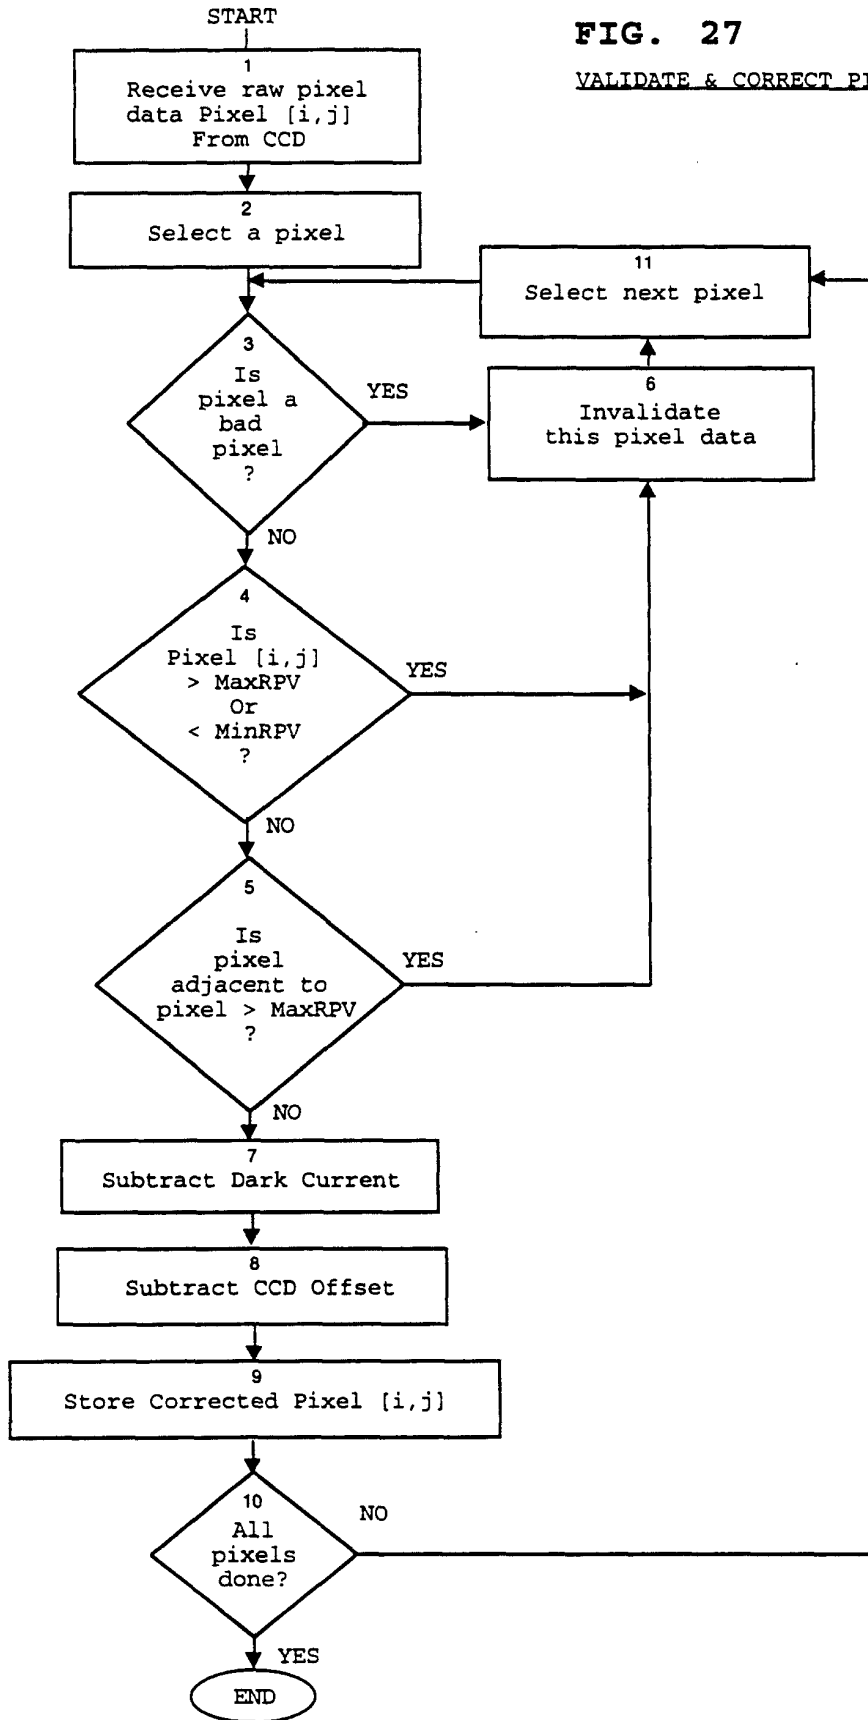 START
FIG. 27
VALIDATE & CORRECT
1
Receive raw pixel
data Pixel [i,j]
From CCD
2
Select a pixel
11
Select next pixel
3
Is
pixel a
bad
pixel
?
YES
6
Invalidate
this pixel data
NO
4
Is
Pixel [i,j]
> MaxRPV
Or
< MinRPV
?
YES
NO
5
Is
pixel
adjacent to
pixel > MaxRPV
?
YES
NO
7
Subtract Dark Current
8
Subtract CCD Offset
9
Store Corrected Pixel [i,j]
10
All
pixels
done?
NO
YES
END